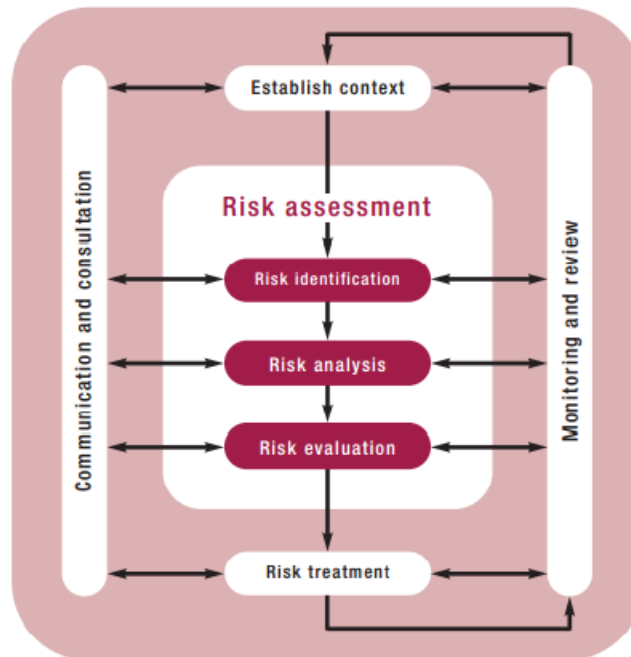 Establish context
Communication and consultation
Risk assessment
Risk identification
Risk analysis
Risk evaluation
Monitoring and review
Risk treatment